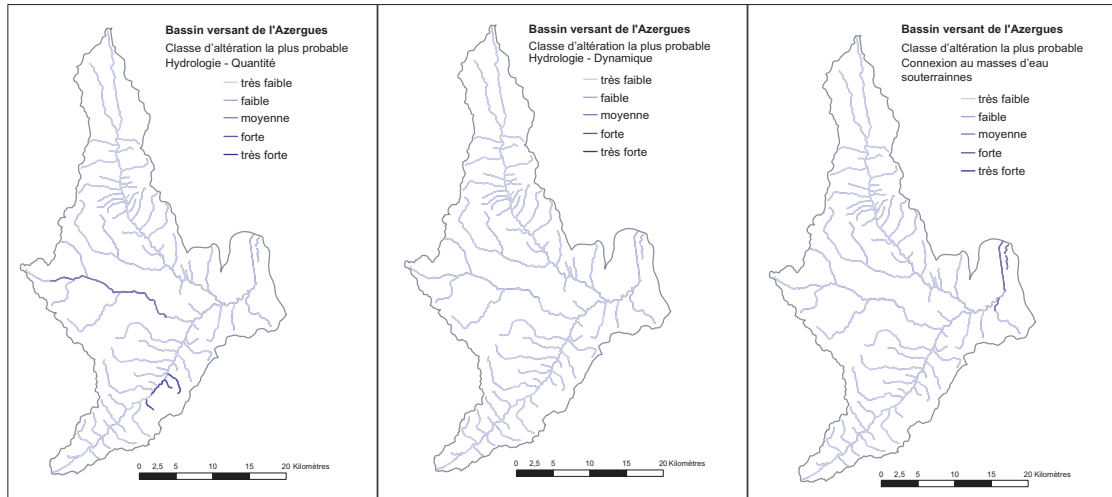 Bassin versant de l'Azergues
Classe d'altération la plus probable
Hydrologie - Quantité
très faible
faible
moyenne
forte
très forte
0 2,5 5 10 15 20 Kilomètres
Bassin versant de l'Azergues
Classe d'altération la plus probable
Hydrologie - Dynamique
très faible
faible
moyenne
forte
très forte
0 2,5 5 10 15 20 Kilomètres
Bassin versant de l'Azergues
Classe d'altération la plus probable
Connexion au masses d'eau
souterrainnes
très faible
faible
moyenne
forte
très forte
0 2,5 5 10 15 20 Kilomètres